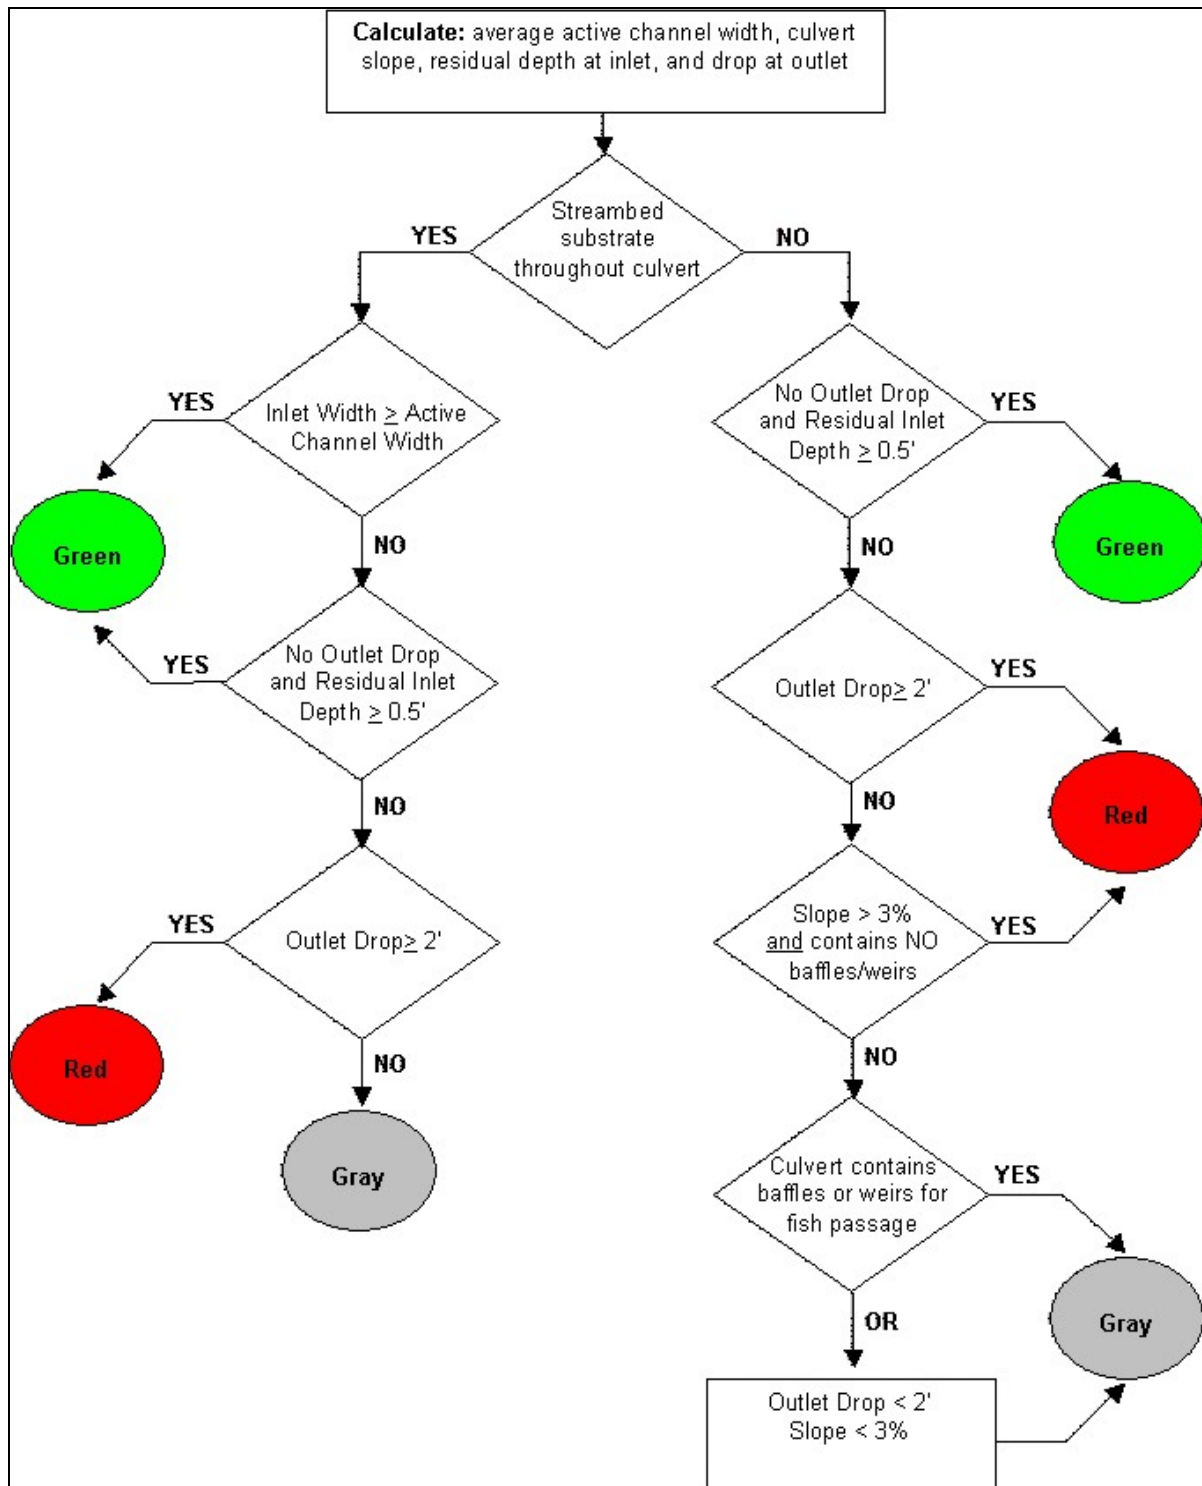 Calculate: average active channel width, culvert
slope, residual depth at inlet, and drop at outlet
Streambed
substrate
throughout culvert
YES
NO
Inlet Width ≥ Active
Channel Width
YES
NO
No Outlet Drop
and Residual Inlet
Depth ≥ 0.5'
YES
NO
Green
Green
No Outlet Drop
and Residual Inlet
Depth ≥ 0.5'
YES
NO
Outlet Drop≥ 2'
YES
NO
Red
Outlet Drop≥ 2'
YES
NO
Slope > 3%
and contains NO
baffles/weirs
YES
NO
Red
Gray
Culvert contains
baffles or weirs for
fish passage
YES
OR
Gray
Outlet Drop < 2'
Slope < 3%